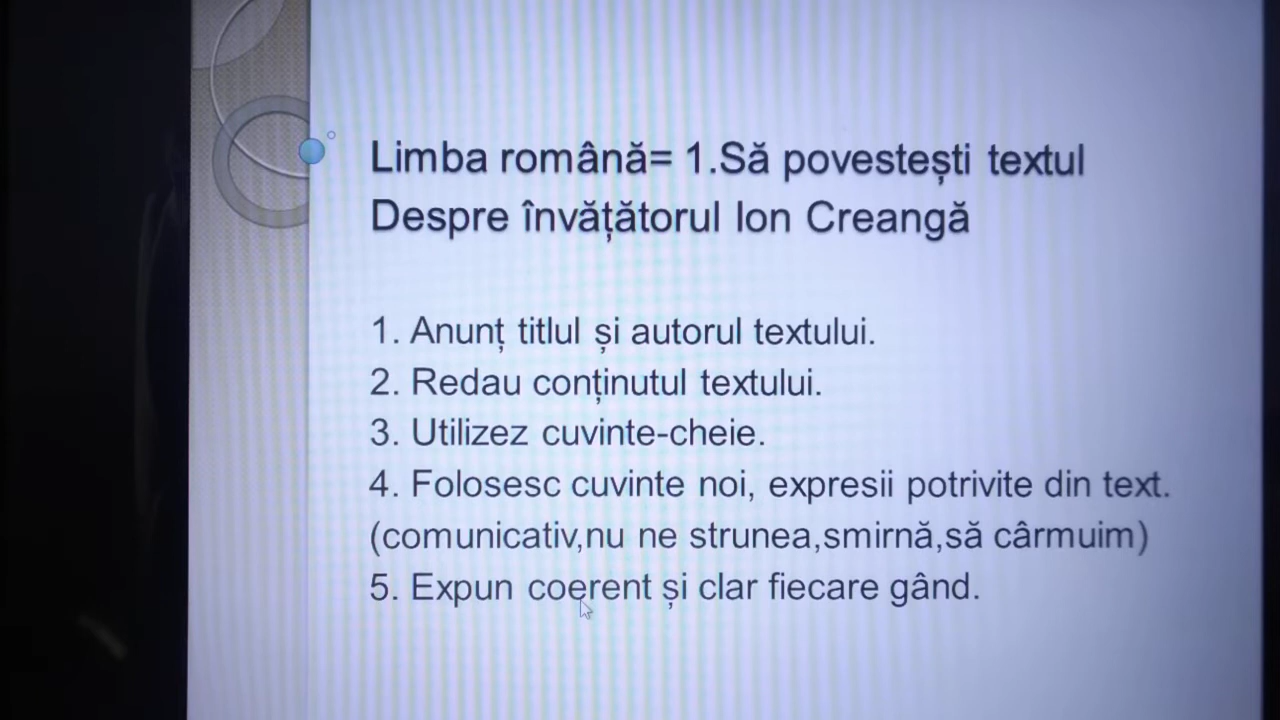 Limba română= 1.Să povestești textul
Despre învățătorul Ion Creangă
1. Anunț titlul și autorul textului.
2. Redau conținutul textului.
3. Utilizez cuvinte-cheie.
4. Folosesc cuvinte noi, expresii potrivite din text.
(comunicativ,nu ne strunea,smirnă,să cârmuim)
5. Expun coerent și clar fiecare gând.